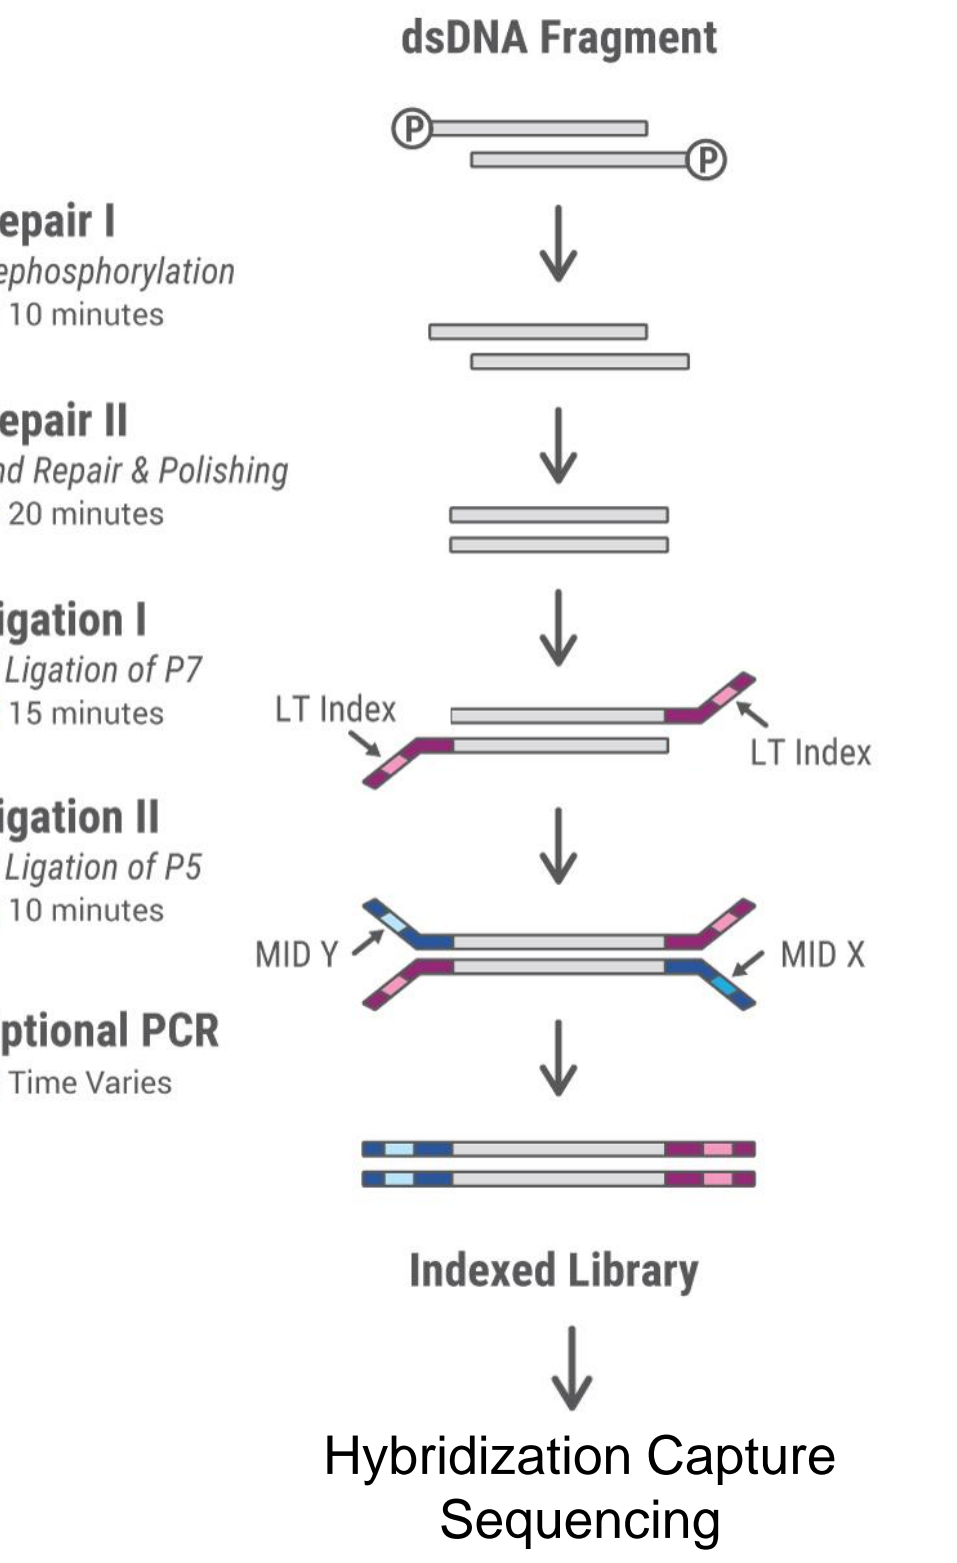 dsDNA Fragment
P
P
epair I
ephosphorylation
10 minutes
epair II
nd Repair & Polishing
20 minutes
igation I
Ligation of P7
15 minutes
LT Index
LT Index
igation II
Ligation of P5
10 minutes
MID Y
MID X
ptional PCR
Time Varies
Indexed Library
Hybridization Capture
Sequencing